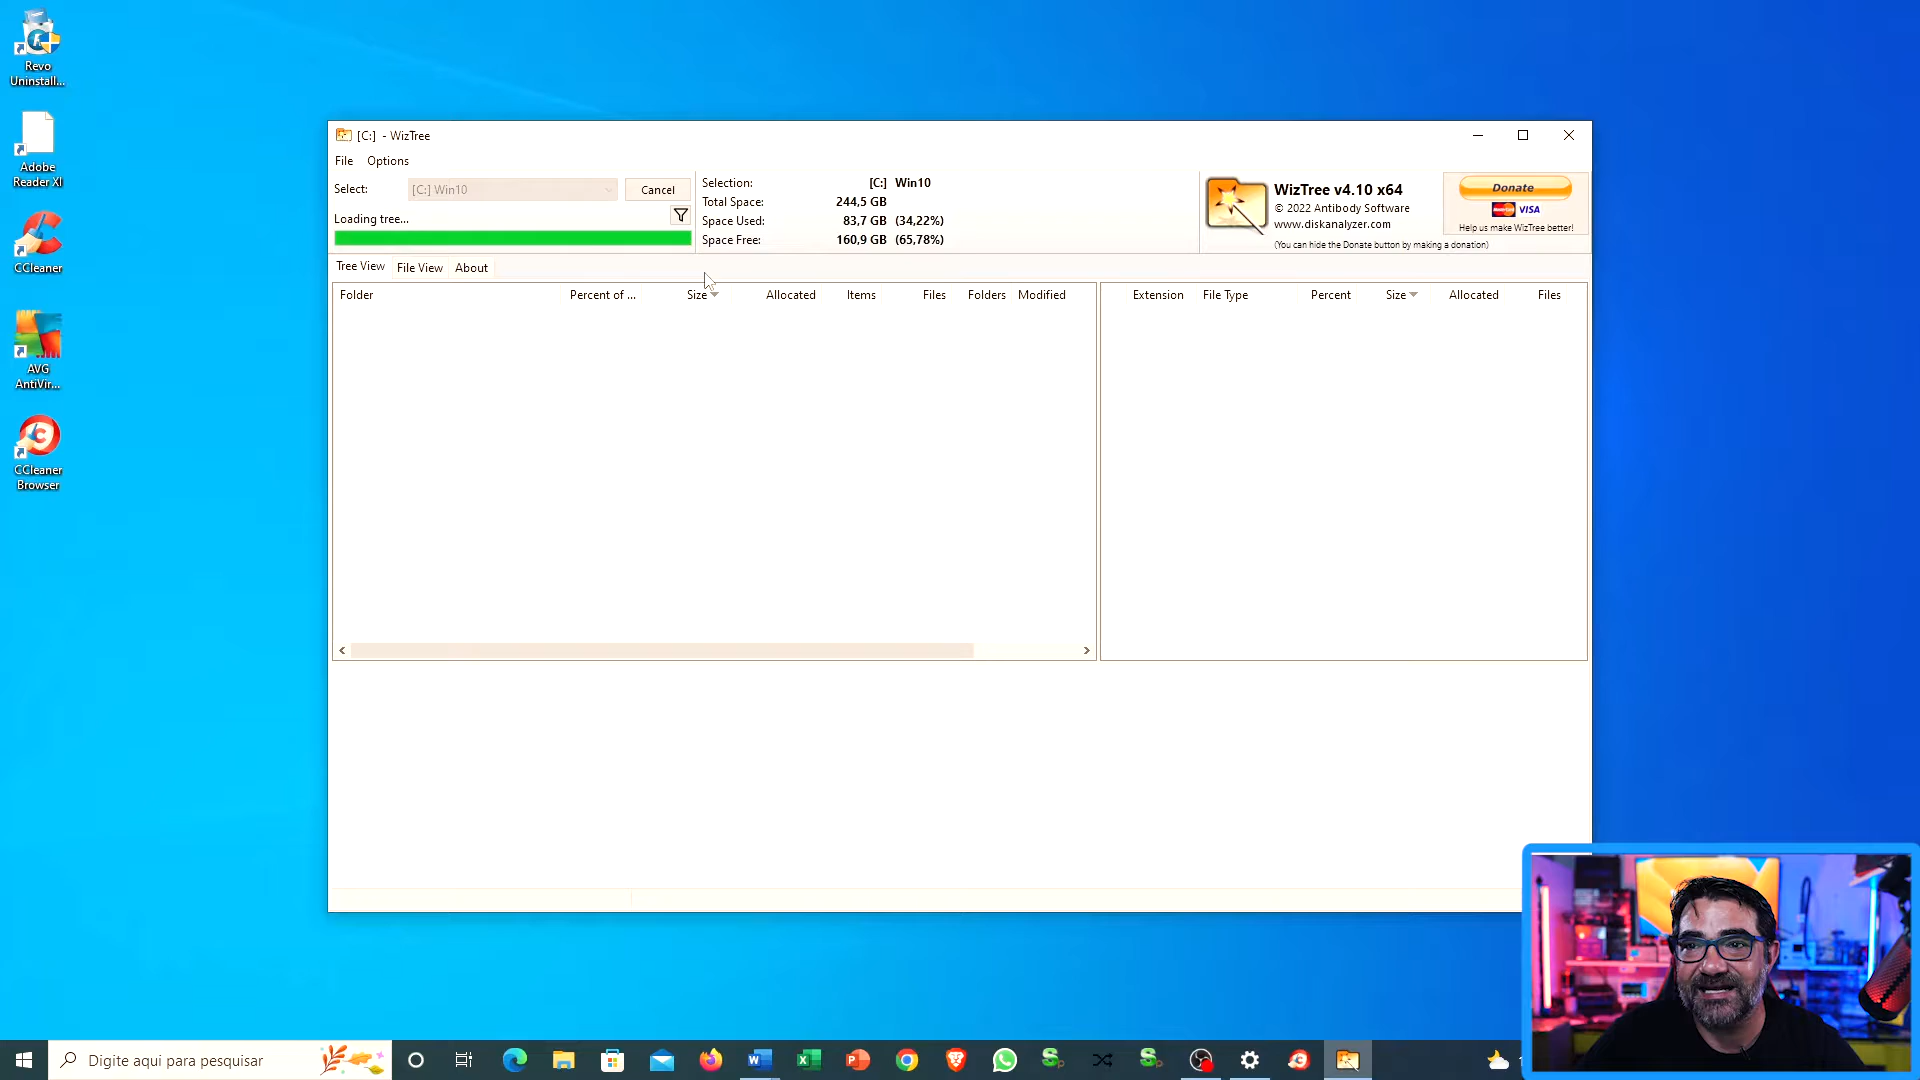 Revo
Uninstall...
Adobe
Reader XI
CCleaner
AVG
AntiVir...
CCleaner
Browser
[C:] - WizTree
File Options
Select: [C:] Win10 Cancel
Loading tree...
Selection: [C:] Win10
Total Space: 244,5 GB
Space Used: 83,7 GB (34,22%)
Space Free: 160,9 GB (65,78%)
WizTree v4.10 x64
© 2022 Antibody Software
www.diskanalyzer.com
(You can hide the Donate button by making a donation)
Donate
VISA
Help us make WizTree better!
Tree View File View About
Folder Percent of ... Size Allocated Items Files Folders Modified
Extension File Type Percent Size Allocated Files
Digite aqui para pesquisar